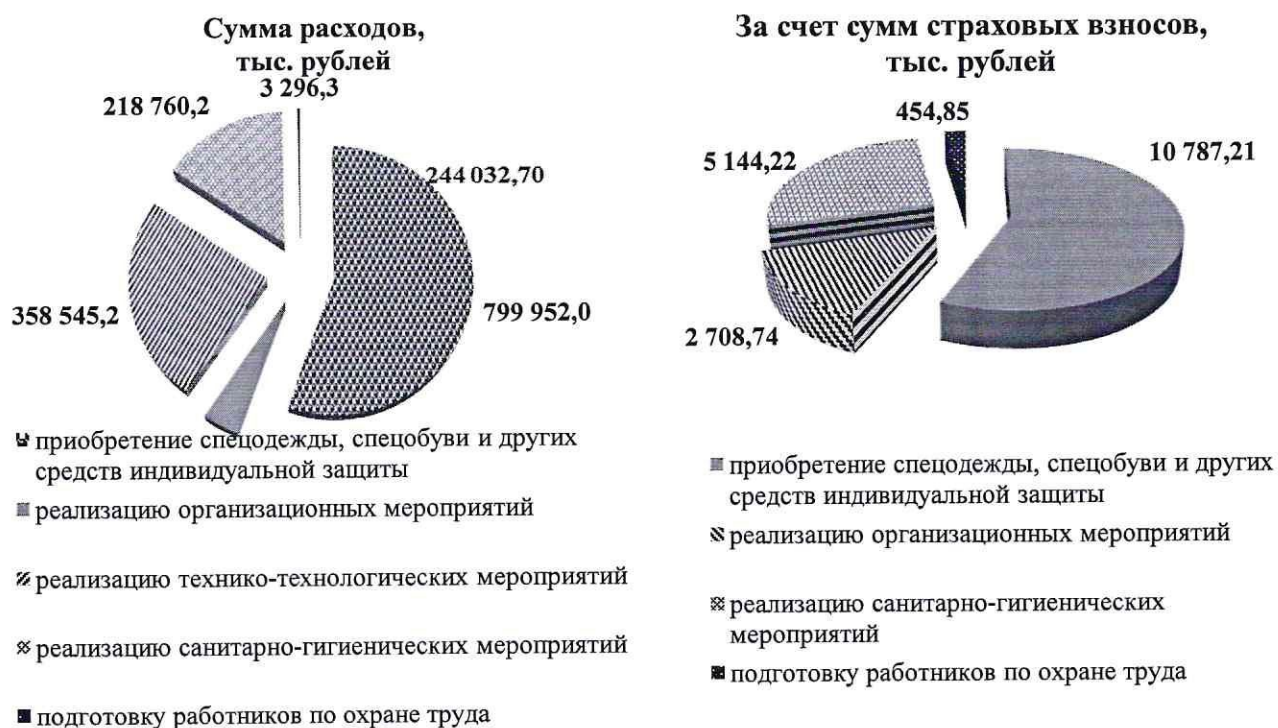 Сумма расходов,
тыс. рублей
3 296,3
218 760,2
244 032,70
358 545,2
799 952,0
приобретение спецодежды, спецобуви и других
средств индивидуальной защиты
реализацию организационных мероприятий
реализацию технико-технологических мероприятий
реализацию санитарно-гигиенических мероприятий
подготовку работников по охране труда
За счет сумм страховых взносов,
тыс. рублей
454,85
5 144,22
10 787,21
2 708,74
приобретение спецодежды, спецобуви и других
средств индивидуальной защиты
реализацию организационных мероприятий
реализацию санитарно-гигиенических
мероприятий
подготовку работников по охране труда